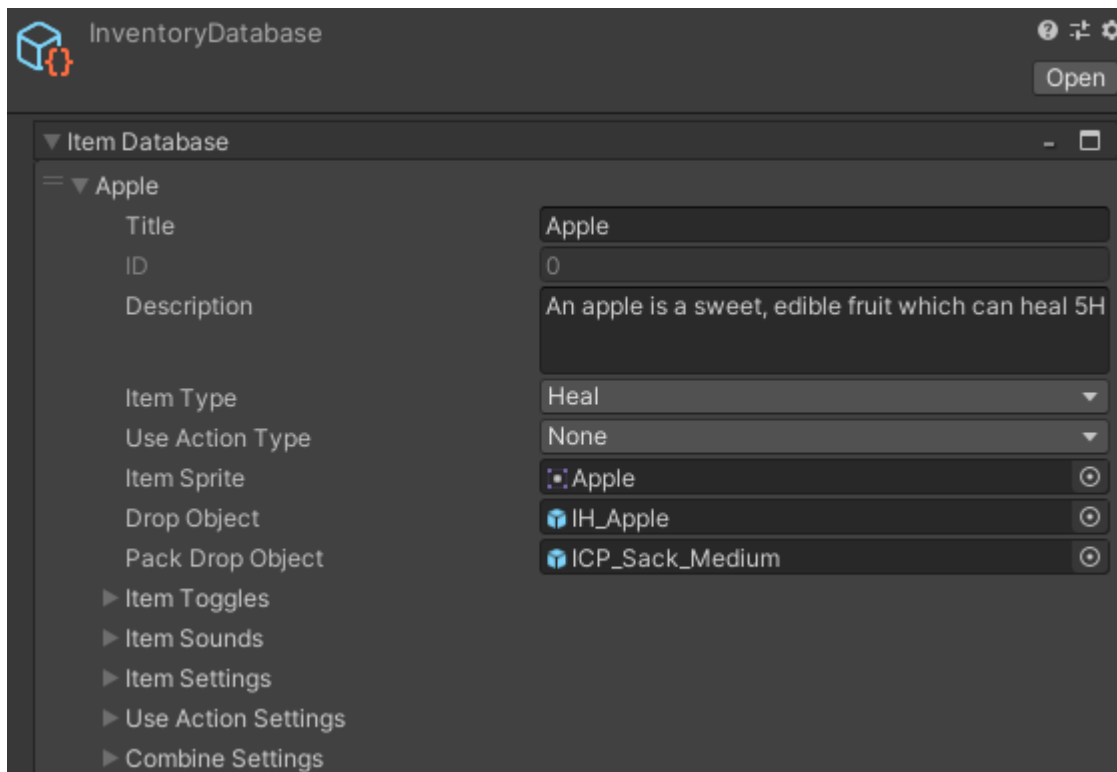 InventoryDatabase
Open
Item Database
Apple
Title Apple
ID 0
Description An apple is a sweet, edible fruit which can heal 5H
Item Type Heal
Use Action Type None
Item Sprite Apple
Drop Object IH_Apple
Pack Drop Object ICP_Sack_Medium
Item Toggles
Item Sounds
Item Settings
Use Action Settings
Combine Settings